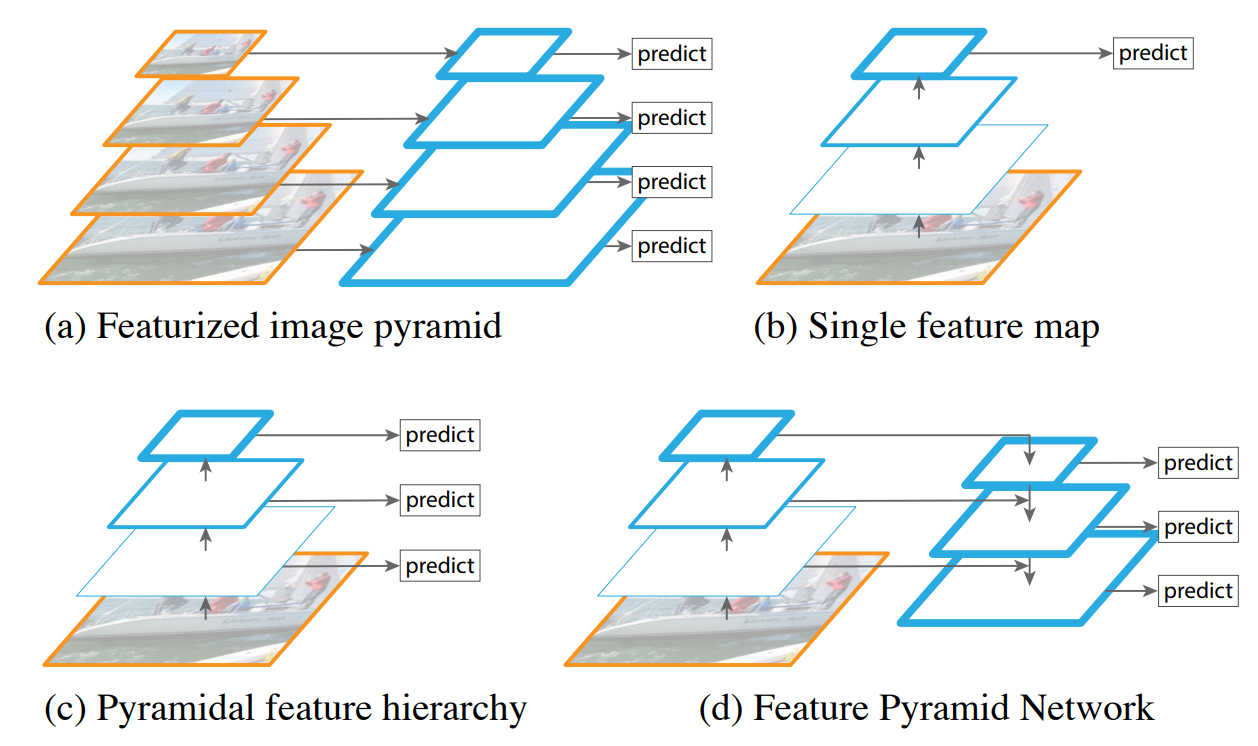 predict
predict
predict
predict
predict
(a) Featurized image pyramid
(b) Single feature map
predict
predict
predict
predict
predict
predict
(c) Pyramidal feature hierarchy
(d) Feature Pyramid Network